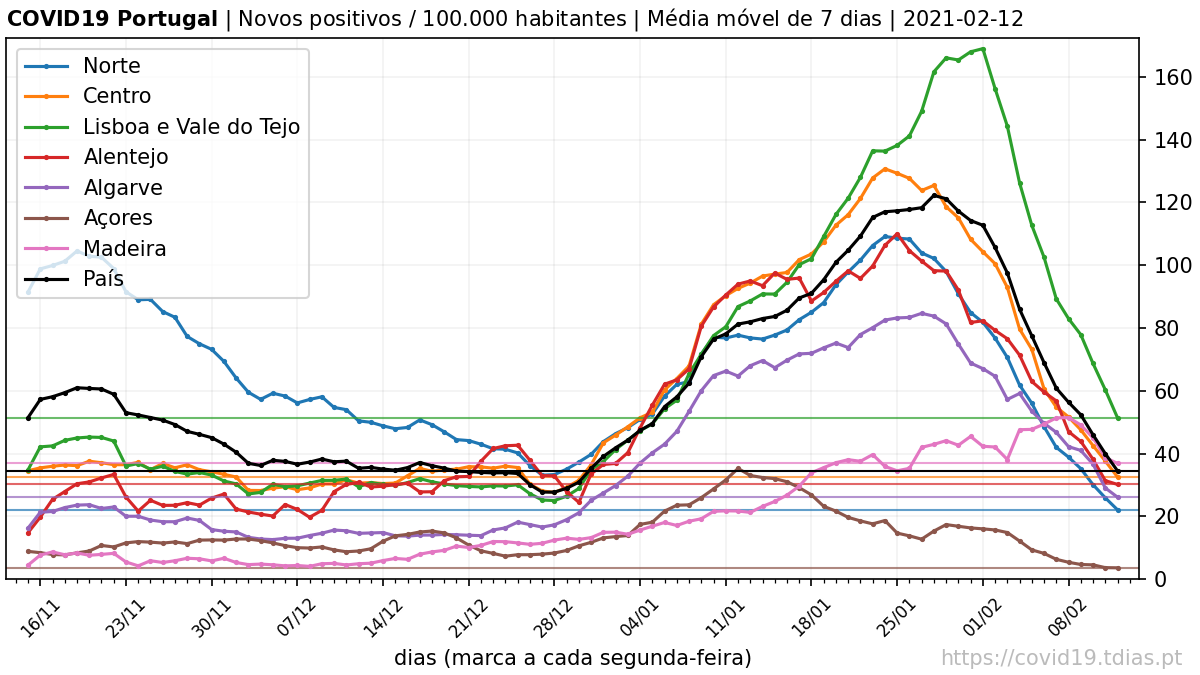 COVID19 Portugal | Novos positivos / 100.000 habitantes | Média móvel de 7 dias | 2021-02-12
Norte
Centro
Lisboa e Vale do Tejo
Alentejo
Algarve
Açores
Madeira
País
160
140
120
100
80
60
40
20
0
16/11
23/11
30/11
07/12
14/12
21/12
28/12
04/01
11/01
18/01
25/01
01/02
08/02
dias (marca a cada segunda-feira)
https://covid19.tdias.pt